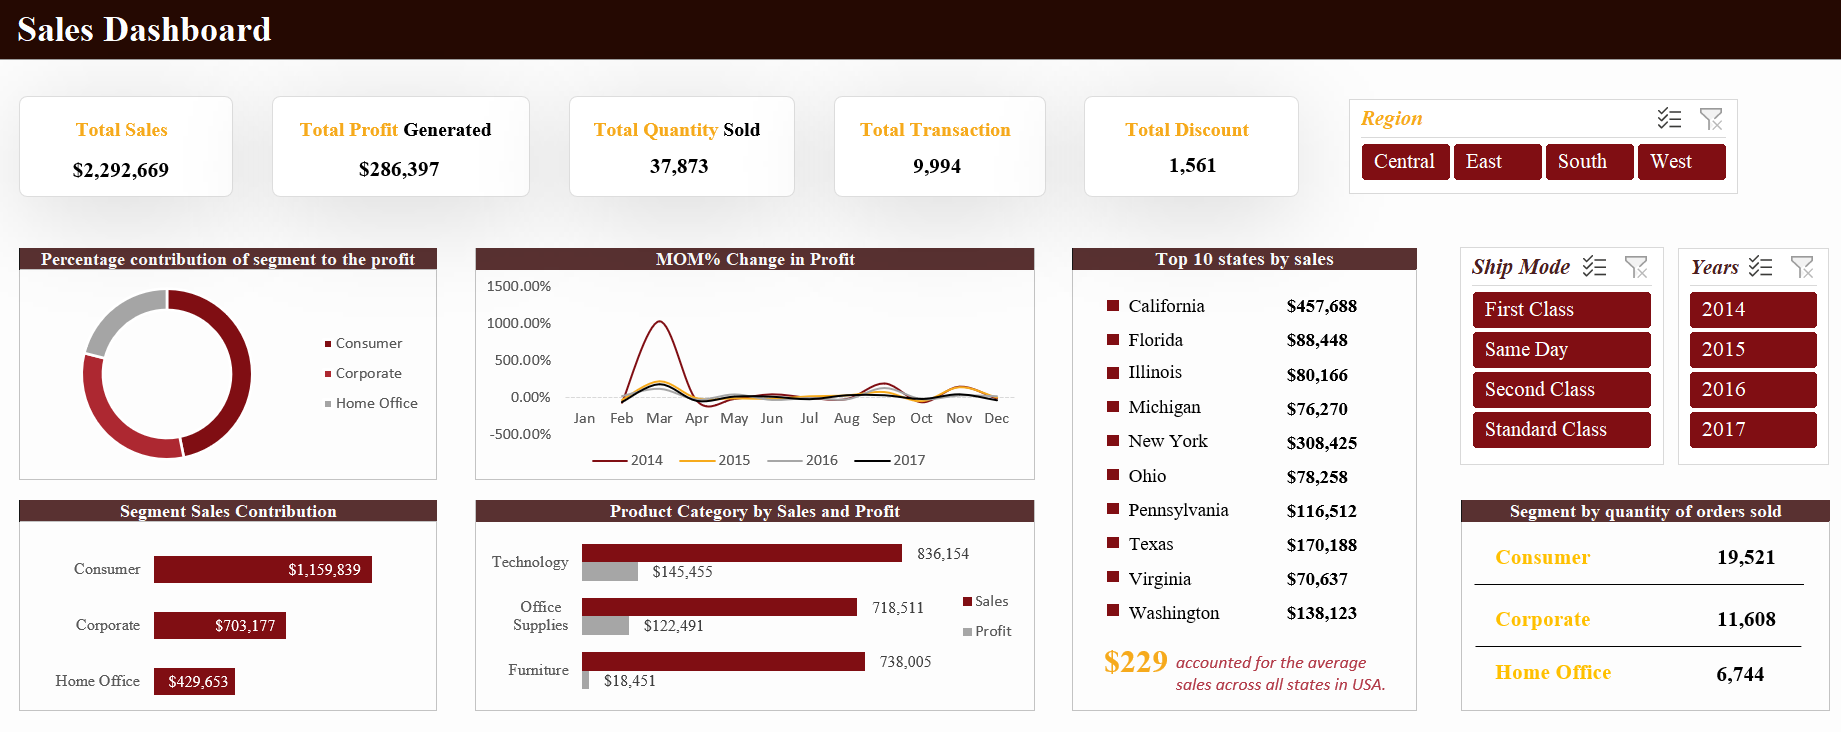 Sales Dashboard
Total Sales
$2,292,669
Total Profit Generated
$286,397
Total Quantity Sold
37,873
Total Transaction
9,994
Total Discount
1,561
Region
Central
East
South
West
Percentage contribution of segment to the profit
Consumer
Corporate
Home Office
MOM% Change in Profit
1500.00%
1000.00%
500.00%
0.00%
-500.00%
Jan Feb Mar Apr May Jun Jul Aug Sep Oct Nov Dec
2014 2015 2016 2017
Top 10 states by sales
California $457,688
Florida $88,448
Illinois $80,166
Michigan $76,270
New York $308,425
Ohio $78,258
Pennsylvania $116,512
Texas $170,188
Virginia $70,637
Washington $138,123
$229 accounted for the average
sales across all states in USA.
Ship Mode
First Class
Same Day
Second Class
Standard Class
Years
2014
2015
2016
2017
Segment Sales Contribution
Consumer $1,159,839
Corporate $703,177
Home Office $429,653
Product Category by Sales and Profit
Technology
836,154
$145,455
Office
Supplies
718,511
$122,491
Furniture
738,005
$18,451
Sales
Profit
Segment by quantity of orders sold
Consumer 19,521
Corporate 11,608
Home Office 6,744